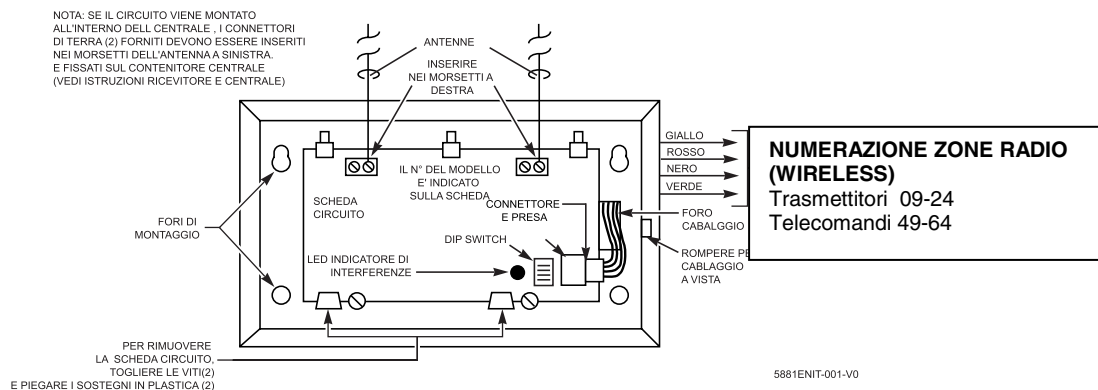 NOTA: SE IL CIRCUITO VIENE MONTATO
ALL'INTERNO DELL CENTRALE , I CONNETTORI
DI TERRA (2) FORNITI DEVONO ESSERE INSERITI
NEI MORSETTI DELL'ANTENNA A SINISTRA.
E FISSATI SUL CONTENITORE CENTRALE
(VEDI ISTRUZIONI RICEVITORE E CENTRALE)
ANTENNE
INSERIRE
NEI MORSETTI A
DESTRA
GIALLO
ROSSO
NERO
VERDE
NUMERAZIONE ZONE RADIO
(WIRELESS)
Trasmettitori 09-24
Telecomandi 49-64
IL N° DEL MODELLO
E' INDICATO
SULLA SCHEDA
SCHEDA
CIRCUITO
CONNETTORE
E PRESA
FORO
CABALGGIO
FORI DI
MONTAGGIO
DIP SWITCH
LED INDICATORE DI
INTERFERENZE
ROMPERE PE
CABLAGGIO
A VISTA
PER RIMUOVERE
LA SCHEDA CIRCUITO,
TOGLIERE LE VITI(2)
E PIEGARE I SOSTEGNI IN PLASTICA (2)
5881ENIT-001-V0